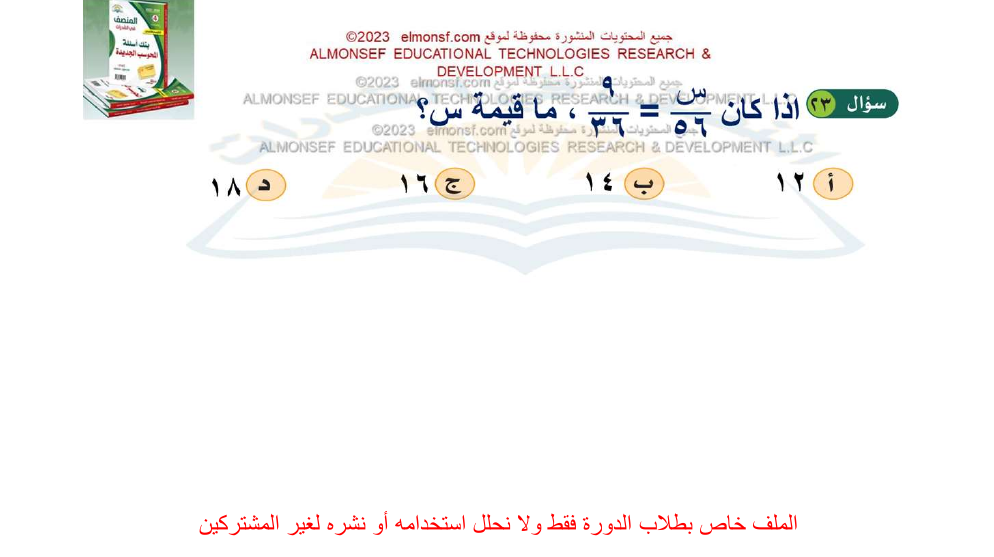 المنصف
في القدرات
بنك أسئلة
المحوسب الجديدة
جميع المحتويات المنشورة محفوظة لموقع elmonsf.com ©2023
ALMONSEF EDUCATIONAL TECHNOLOGIES RESEARCH &
DEVELOPMENT L.L.C
جميع المحتويات المنشورة محفوظة لموقع elmonsf.com ©2023
ALMONSEF EDUCATIONAL TECHNOLOGIES RESEARCH & DEVELOPMENT L.L.C
سؤال ٢٣ اذا كان س/٥٦ = ٩/٣٦ ، ما قيمة س؟
جميع المحتويات المنشورة محفوظة لموقع elmonsf.com ©2023
ALMONSEF EDUCATIONAL TECHNOLOGIES RESEARCH & DEVELOPMENT L.L.C
أ ١٢ ب ١٤ ج ١٦ د ١٨
الملف خاص بطلاب الدورة فقط ولا نحلل استخدامه أو نشره لغير المشتركين